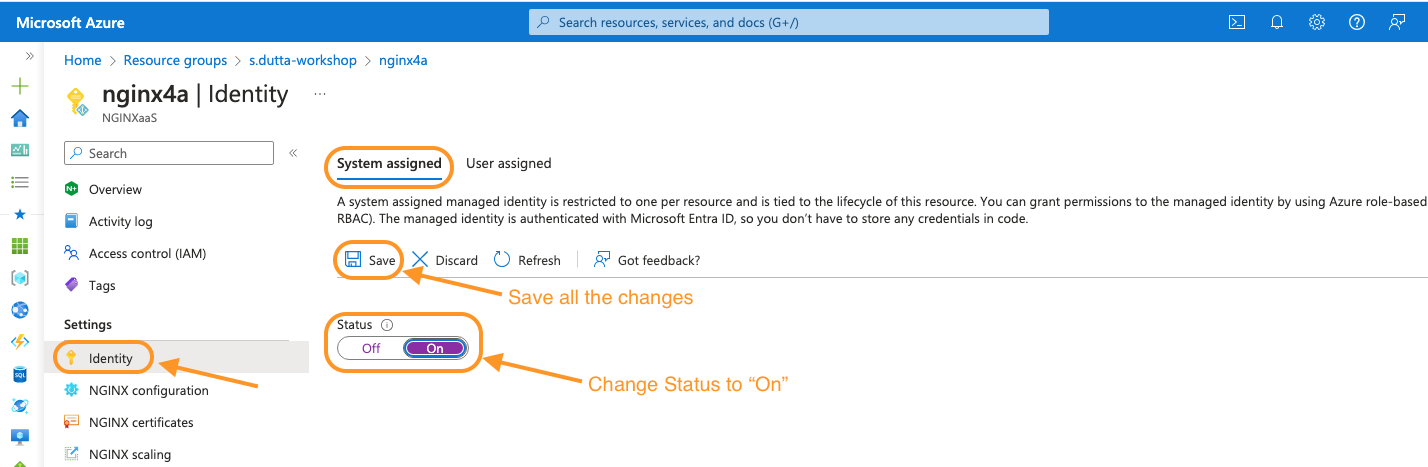 Microsoft Azure
Search resources, services, and docs (G+/)
Home > Resource groups > s.dutta-workshop > nginx4a
nginx4a | Identity ...
NGINXaaS
Search
Overview
Activity log
Access control (IAM)
Tags
Settings
Identity
NGINX configuration
NGINX certificates
NGINX scaling
System assigned User assigned
A system assigned managed identity is restricted to one per resource and is tied to the lifecycle of this resource. You can grant permissions to the managed identity by using Azure role-based
RBAC). The managed identity is authenticated with Microsoft Entra ID, so you don't have to store any credentials in code.
Save Discard Refresh Got feedback?
Save all the changes
Status
Off On
Change Status to “On”
SQL